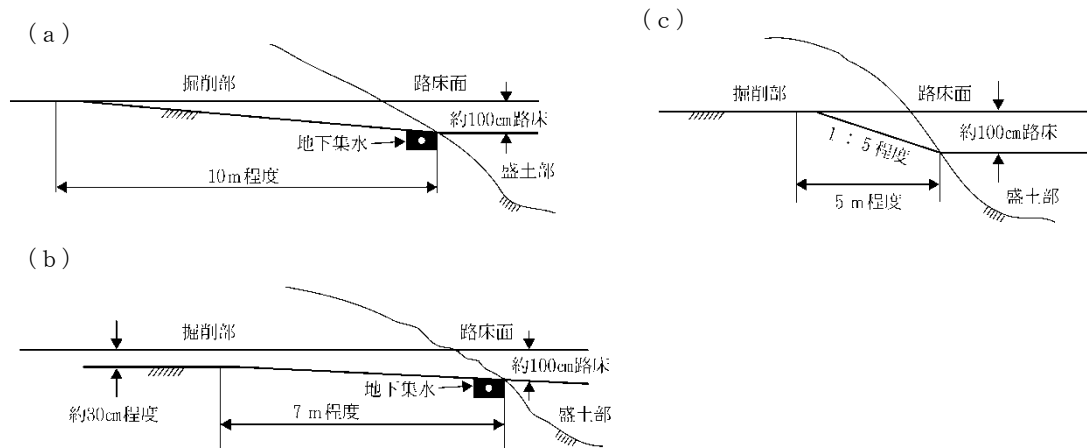 (a)
掘削部
路床面
約100cm路床
地下集水
10m程度
盛土部
(c)
掘削部
路床面
約100cm路床
1:5程度
5m程度
盛土部
(b)
掘削部
路床面
約100cm路床
地下集水
約30cm程度
7m程度
盛土部